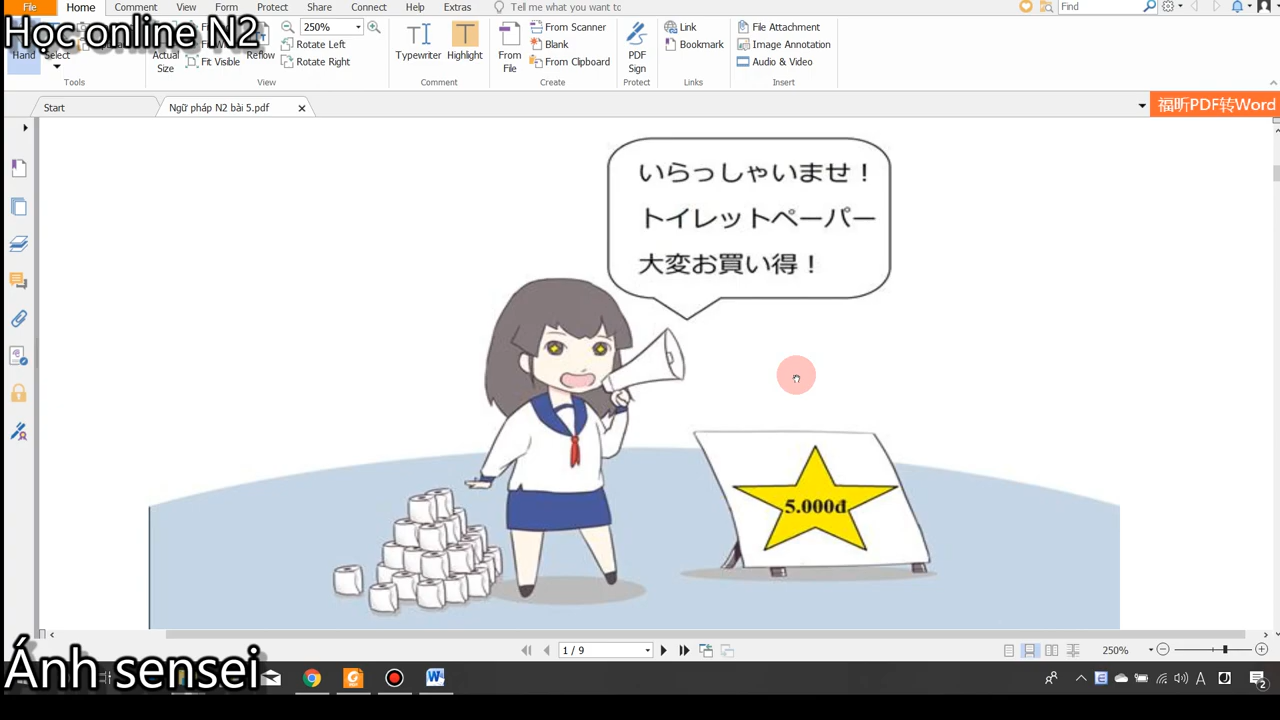 File Home Comment View Form Protect Share Connect Help Extras Tell me what you want tc Find
Học online N2
Hand Select
Actual Size
Fit Visible
Reflow
250%
Rotate Left
Rotate Right
Typewriter Highlight
From File
From Scanner
Blank
From Clipboard
PDF Sign
Link
Bookmark
File Attachment
Image Annotation
Audio & Video
Tools View Comment Create Protect Links Insert
Start Ngữ pháp N2 bài 5.pdf 福昕PDF转Word
いらっしゃいませ！
トイレットペーパー
大変お買い得！
5.000đ
1 / 9 250%
Ánh sensei